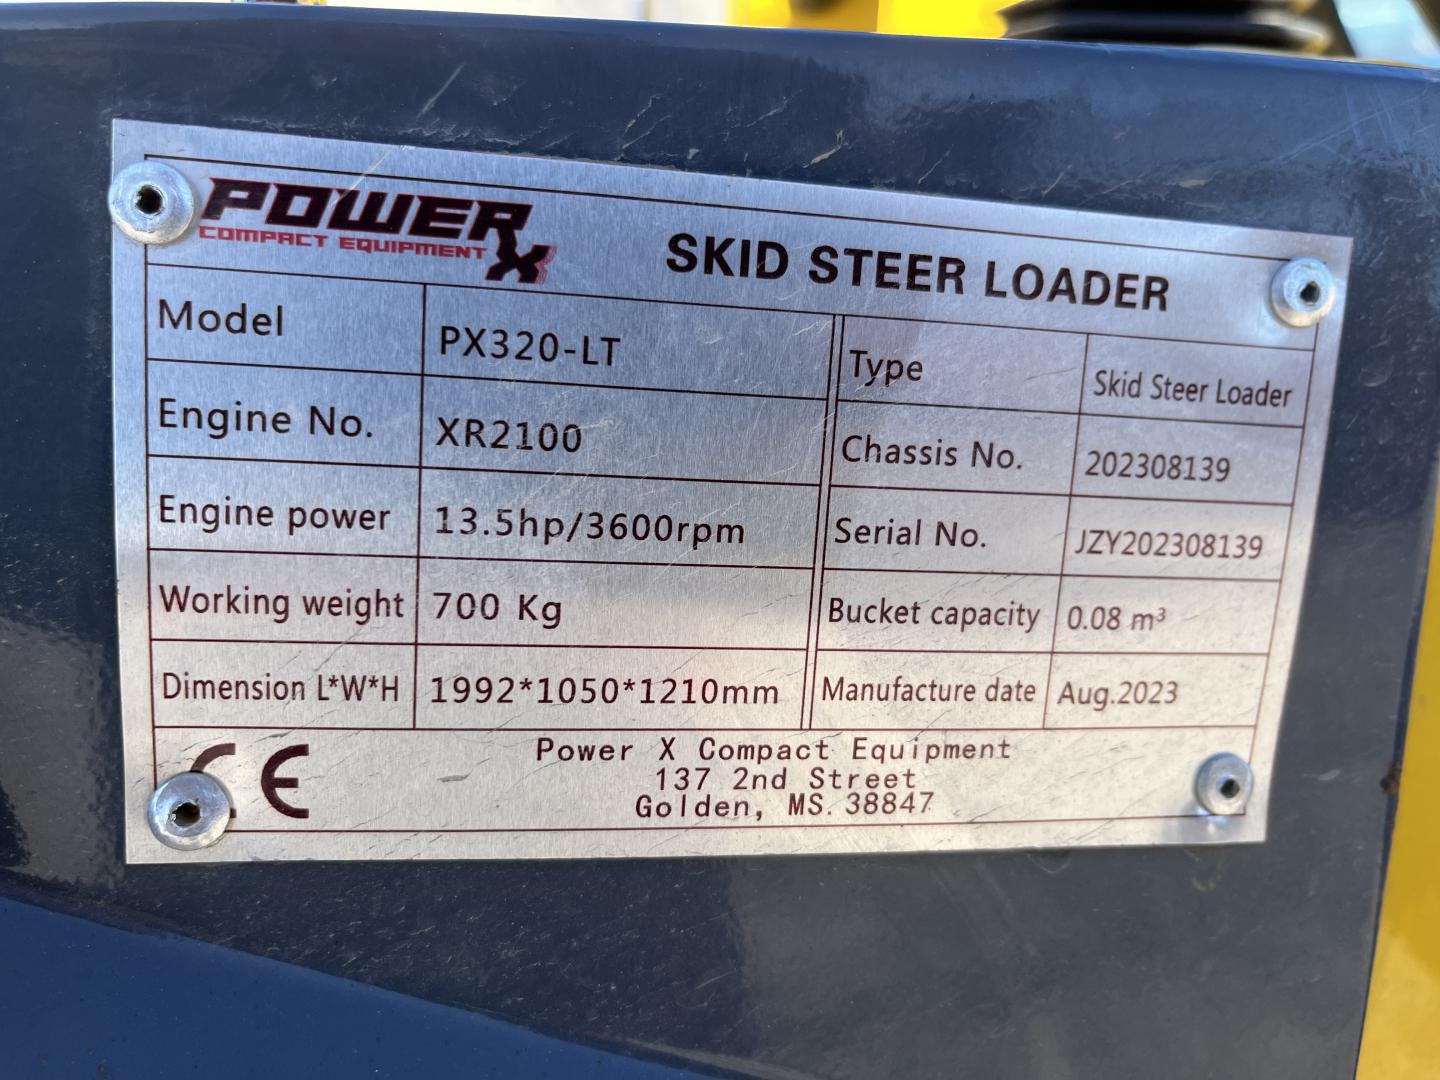 POWER X
COMPACT EQUIPMENT
SKID STEER LOADER
Model PX320-LT Type Skid Steer Loader
Engine No. XR2100 Chassis No. 202308139
Engine power 13.5hp/3600rpm Serial No. JZY202308139
Working weight 700 Kg Bucket capacity 0.08 m³
Dimension L*W*H 1992*1050*1210mm Manufacture date Aug.2023
CE
Power X Compact Equipment
137 2nd Street
Golden, MS. 38847